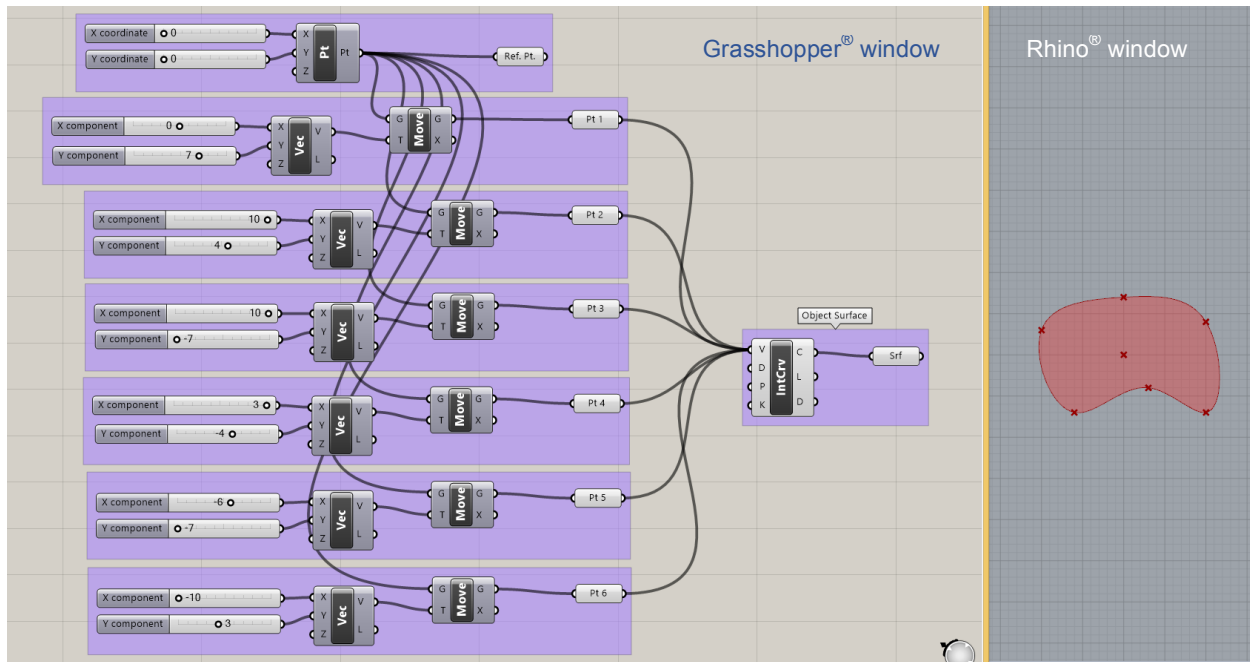 Grasshopper® window
Rhino® window
X coordinate 0
Y coordinate 0
X
Y
Z
Pt
Pt
Ref. Pt.
X component 0
Y component 7
X
Y
Z
Vec
V
L
G
T
Move
G
X
Pt 1
X component 10
Y component 4
X
Y
Z
Vec
V
L
G
T
Move
G
X
Pt 2
X component 10
Y component -7
X
Y
Z
Vec
V
L
G
T
Move
G
X
Pt 3
Object Surface
V
D
P
K
IntCrv
C
L
D
Srf
X component 3
Y component -4
X
Y
Z
Vec
V
L
G
T
Move
G
X
Pt 4
X component -6
Y component -7
X
Y
Z
Vec
V
L
G
T
Move
G
X
Pt 5
X component -10
Y component 3
X
Y
Z
Vec
V
L
G
T
Move
G
X
Pt 6